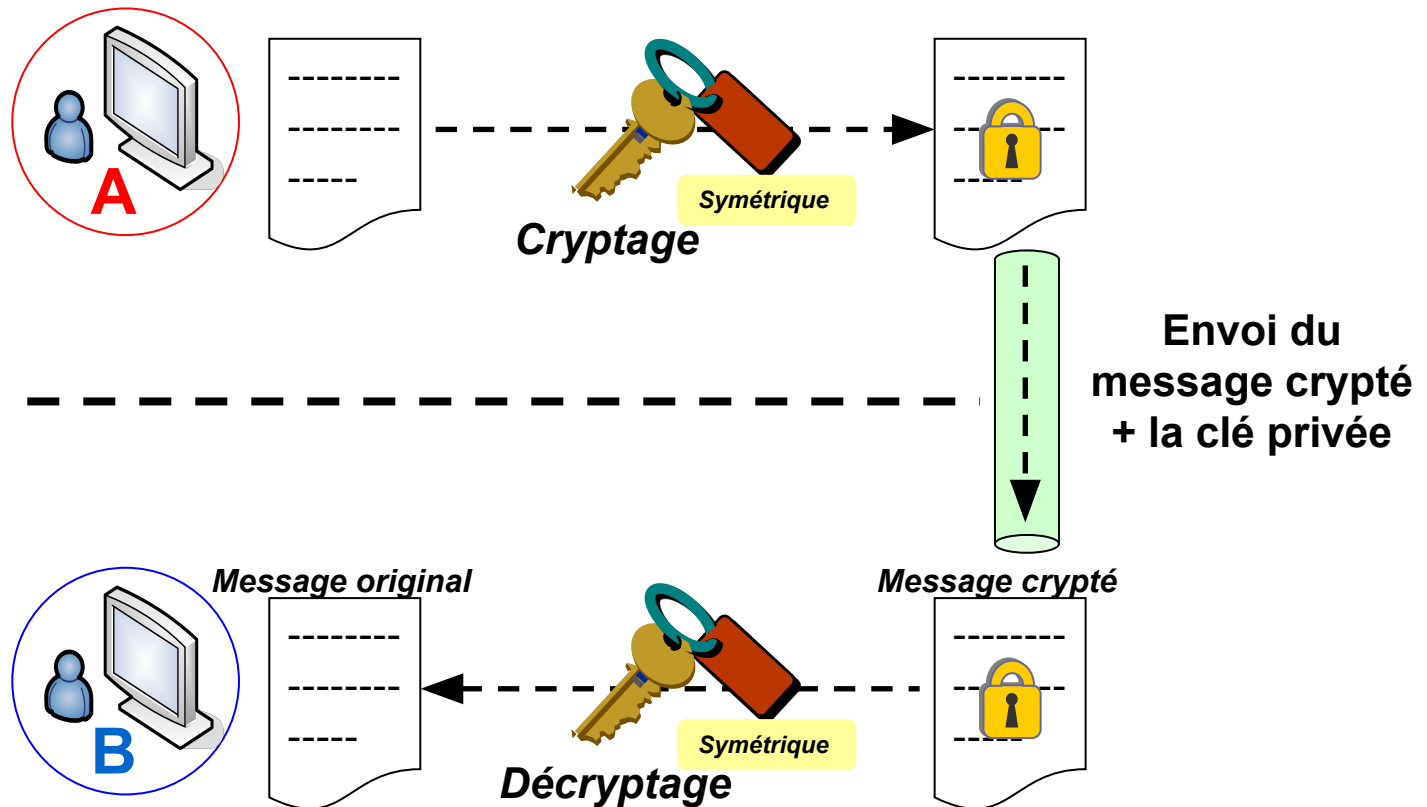 A
Symétrique
Cryptage
Envoi du
message crypté
+ la clé privée
Message original
Message crypté
B
Symétrique
Décryptage